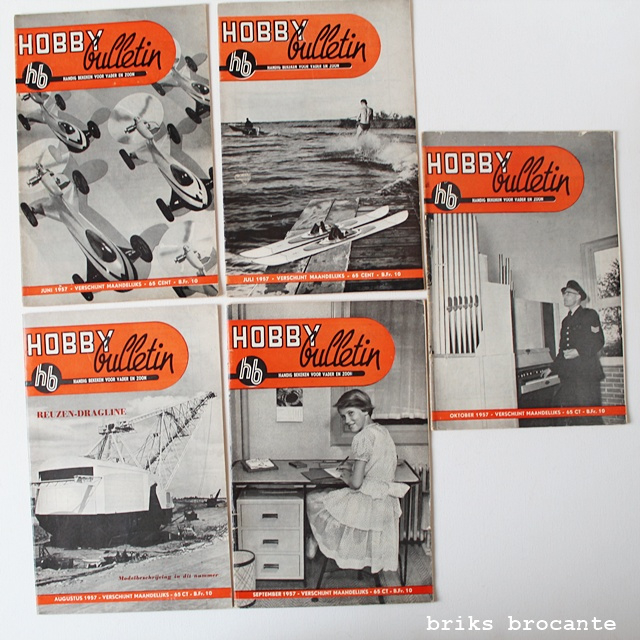 HOBBY
bulletin
hb
HANDIG BEKEKEN VOOR VADER EN ZOON
JUNI 1957 - VERSCHIJNT MAANDELIJKS - 65 CENT - B.Fr. 10
HOBBY
bulletin
hb
HANDIG BEKEKEN VOOR VADER EN ZOON
JULI 1957 - VERSCHIJNT MAANDELIJKS - 65 CENT - B.Fr. 10
HOBBY
bulletin
hb
HANDIG BEKEKEN VOOR VADER EN ZOON
OKTOBER 1957 - VERSCHIJNT MAANDELIJKS - 65 CT - B.Fr. 10
HOBBY
bulletin
hb
HANDIG BEKEKEN VOOR VADER EN ZOON
REUZEN-DRAGLINE
Modelbeschrijving in dit nummer
AUGUSTUS 1957 - VERSCHIJNT MAANDELIJKS - 65 CT - B.Fr. 10
HOBBY
bulletin
hb
HANDIG BEKEKEN VOOR VADER EN ZOON
SEPTEMBER 1957 - VERSCHIJNT MAANDELIJKS - 65 CT - B.Fr. 10
briks brocante